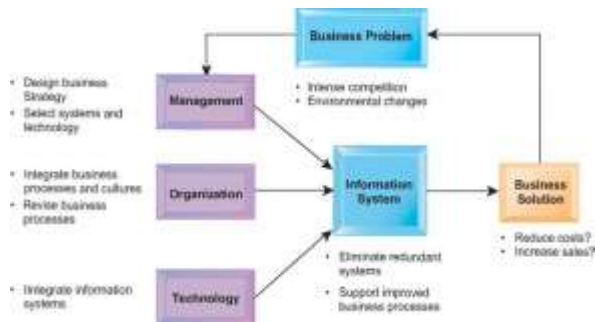 Business Problem
• Intense competition
• Environmental changes
• Design business
Strategy
• Select systems and
technology
Management
• Integrate business
processes and cultures
• Revise business
processes
Organization
Information
System
• Eliminate redundant
systems
• Support improved
business processes
Business
Solution
• Reduce costs?
• Increase sales?
• Iintegrate information
systems
Technology